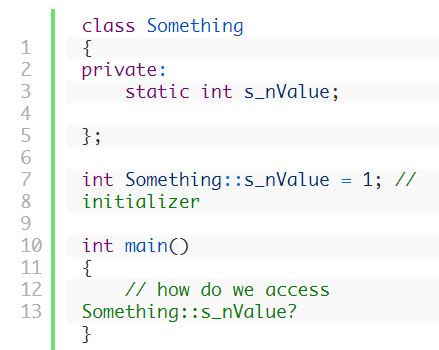 class Something
1 {
2 private:
3     static int s_nValue;
4
5 };
6
7 int Something::s_nValue = 1; //
8 initializer
9
10 int main()
11 {
12     // how do we access
13 Something::s_nValue?
}